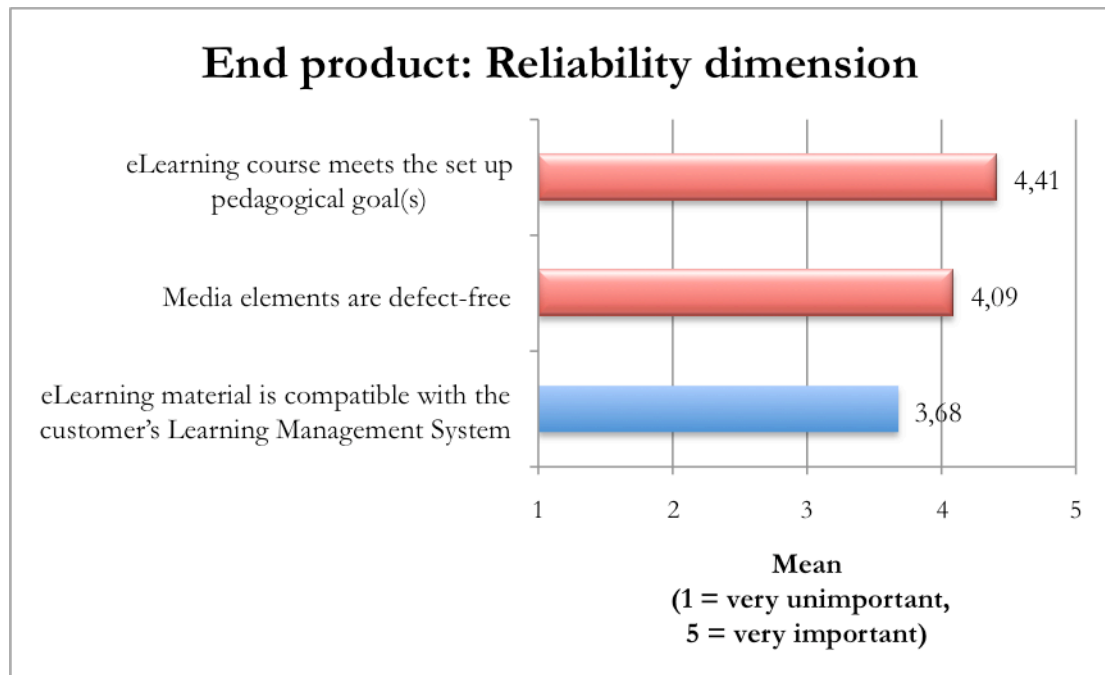 End product: Reliability dimension
eLearning course meets the set up
pedagogical goal(s)
4,41
Media elements are defect-free
4,09
eLearning material is compatible with the
customer’s Learning Management System
3,68
1 2 3 4 5
Mean
(1 = very unimportant,
5 = very important)